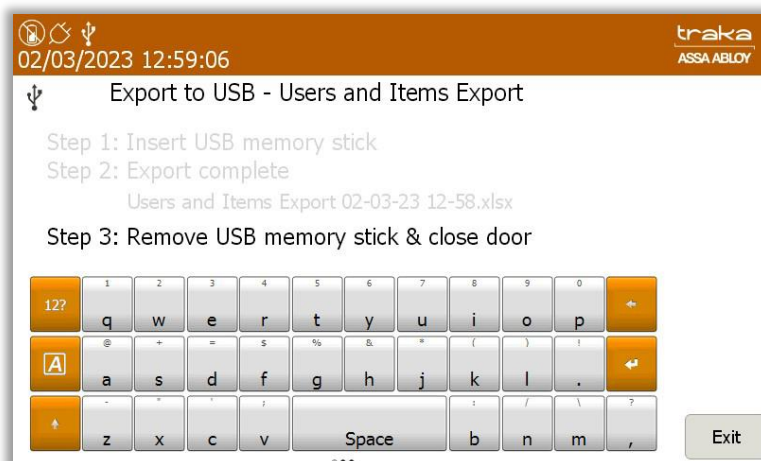 traka
02/03/2023 12:59:06
ASSA ABLOY
Export to USB - Users and Items Export
Step 1: Insert USB memory stick
Step 2: Export complete
Users and Items Export 02-03-23 12-58.xlsx
Step 3: Remove USB memory stick & close door
1 2 3 4 5 6 7 8 9 0
12? q w e r t y u i o p
@ + = $ % & * ( ) !
A a s d f g h j k l .
- " ' ; : / \ ?
z x c v Space b n m ,
Exit